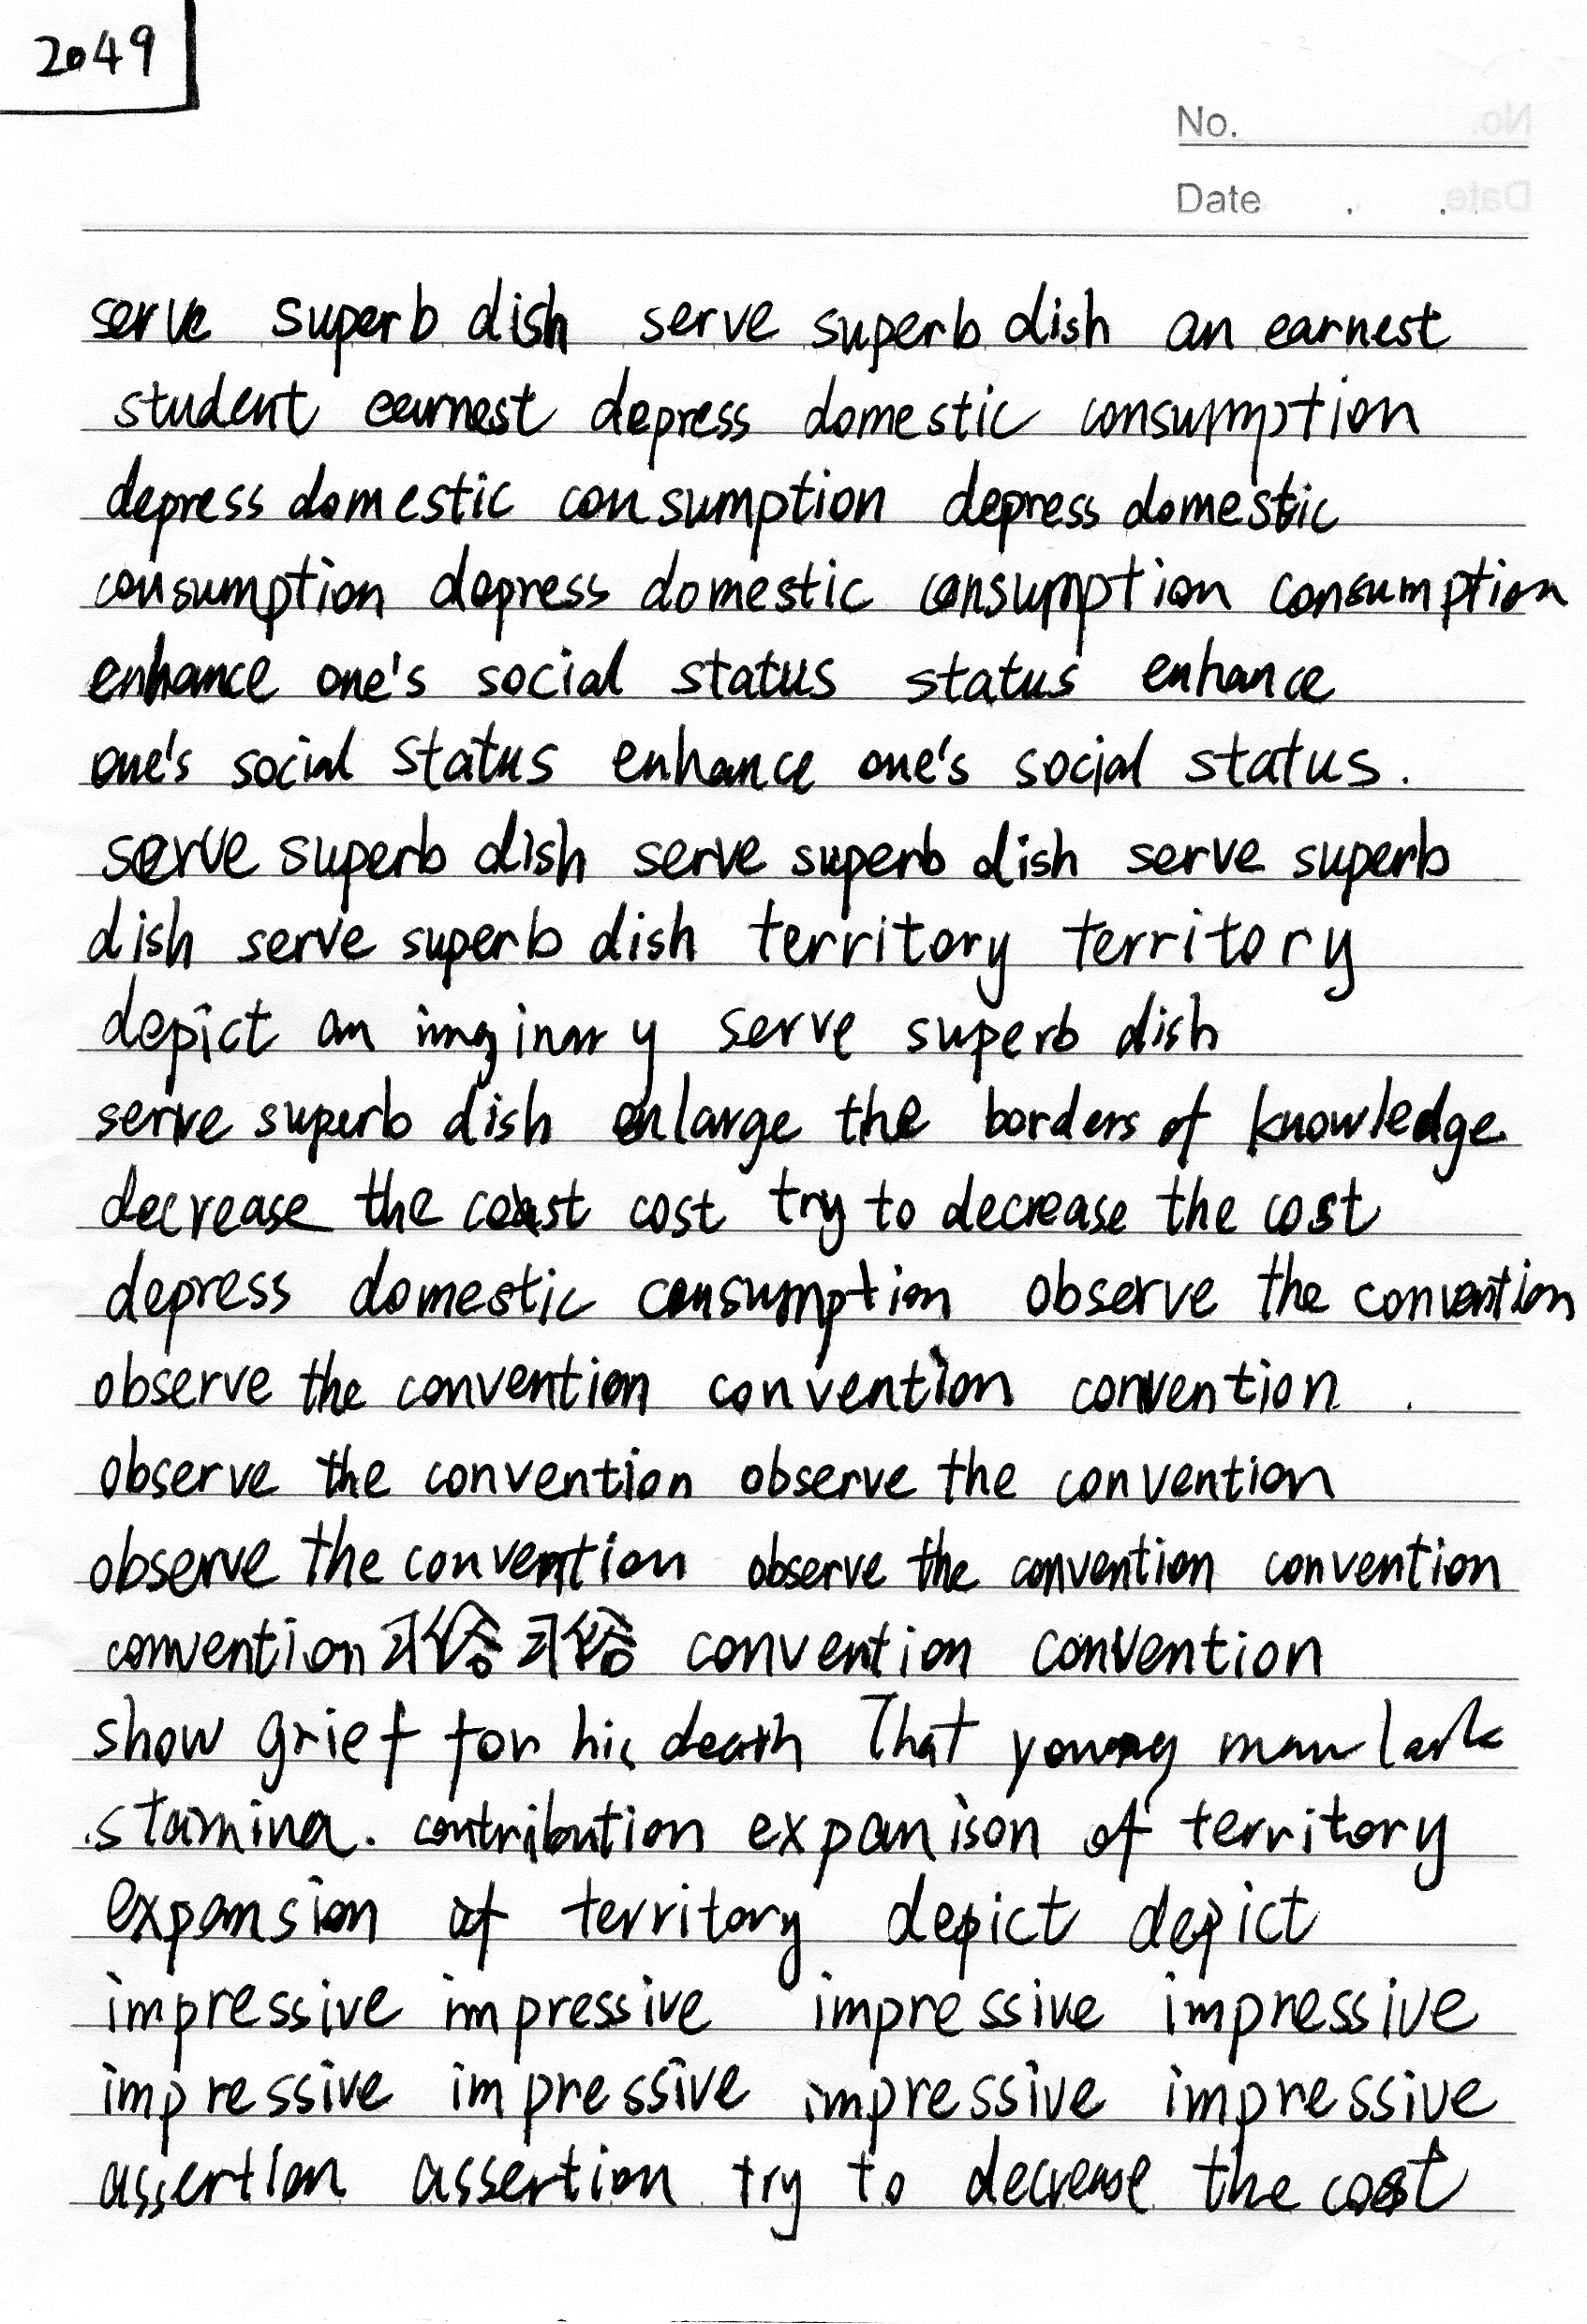 2049
No.
Date . .
serve superb dish serve superb dish an earnest
student earnest depress domestic consumption
depress domestic consumption depress domestic
consumption depress domestic consumption consumption
enhance one's social status status enhance
one's social status enhance one's social status.
serve superb dish serve superb dish serve superb
dish serve superb dish territory territory
depict an imginary serve superb dish
serve superb dish enlarge the borders of knowledge
decrease the cost try to decrease the cost
depress domestic consumption observe the convention
observe the convention convention convention .
observe the convention observe the convention
observe the convention observe the convention convention
convention 习俗 习俗 convention convention
show grief for his death That young man lack
stamina. contribution expanison of territory
expansion of territory depict depict
impressive impressive impressive impressive
impressive impressive impressive impressive
assertion assertion try to decrease the cost